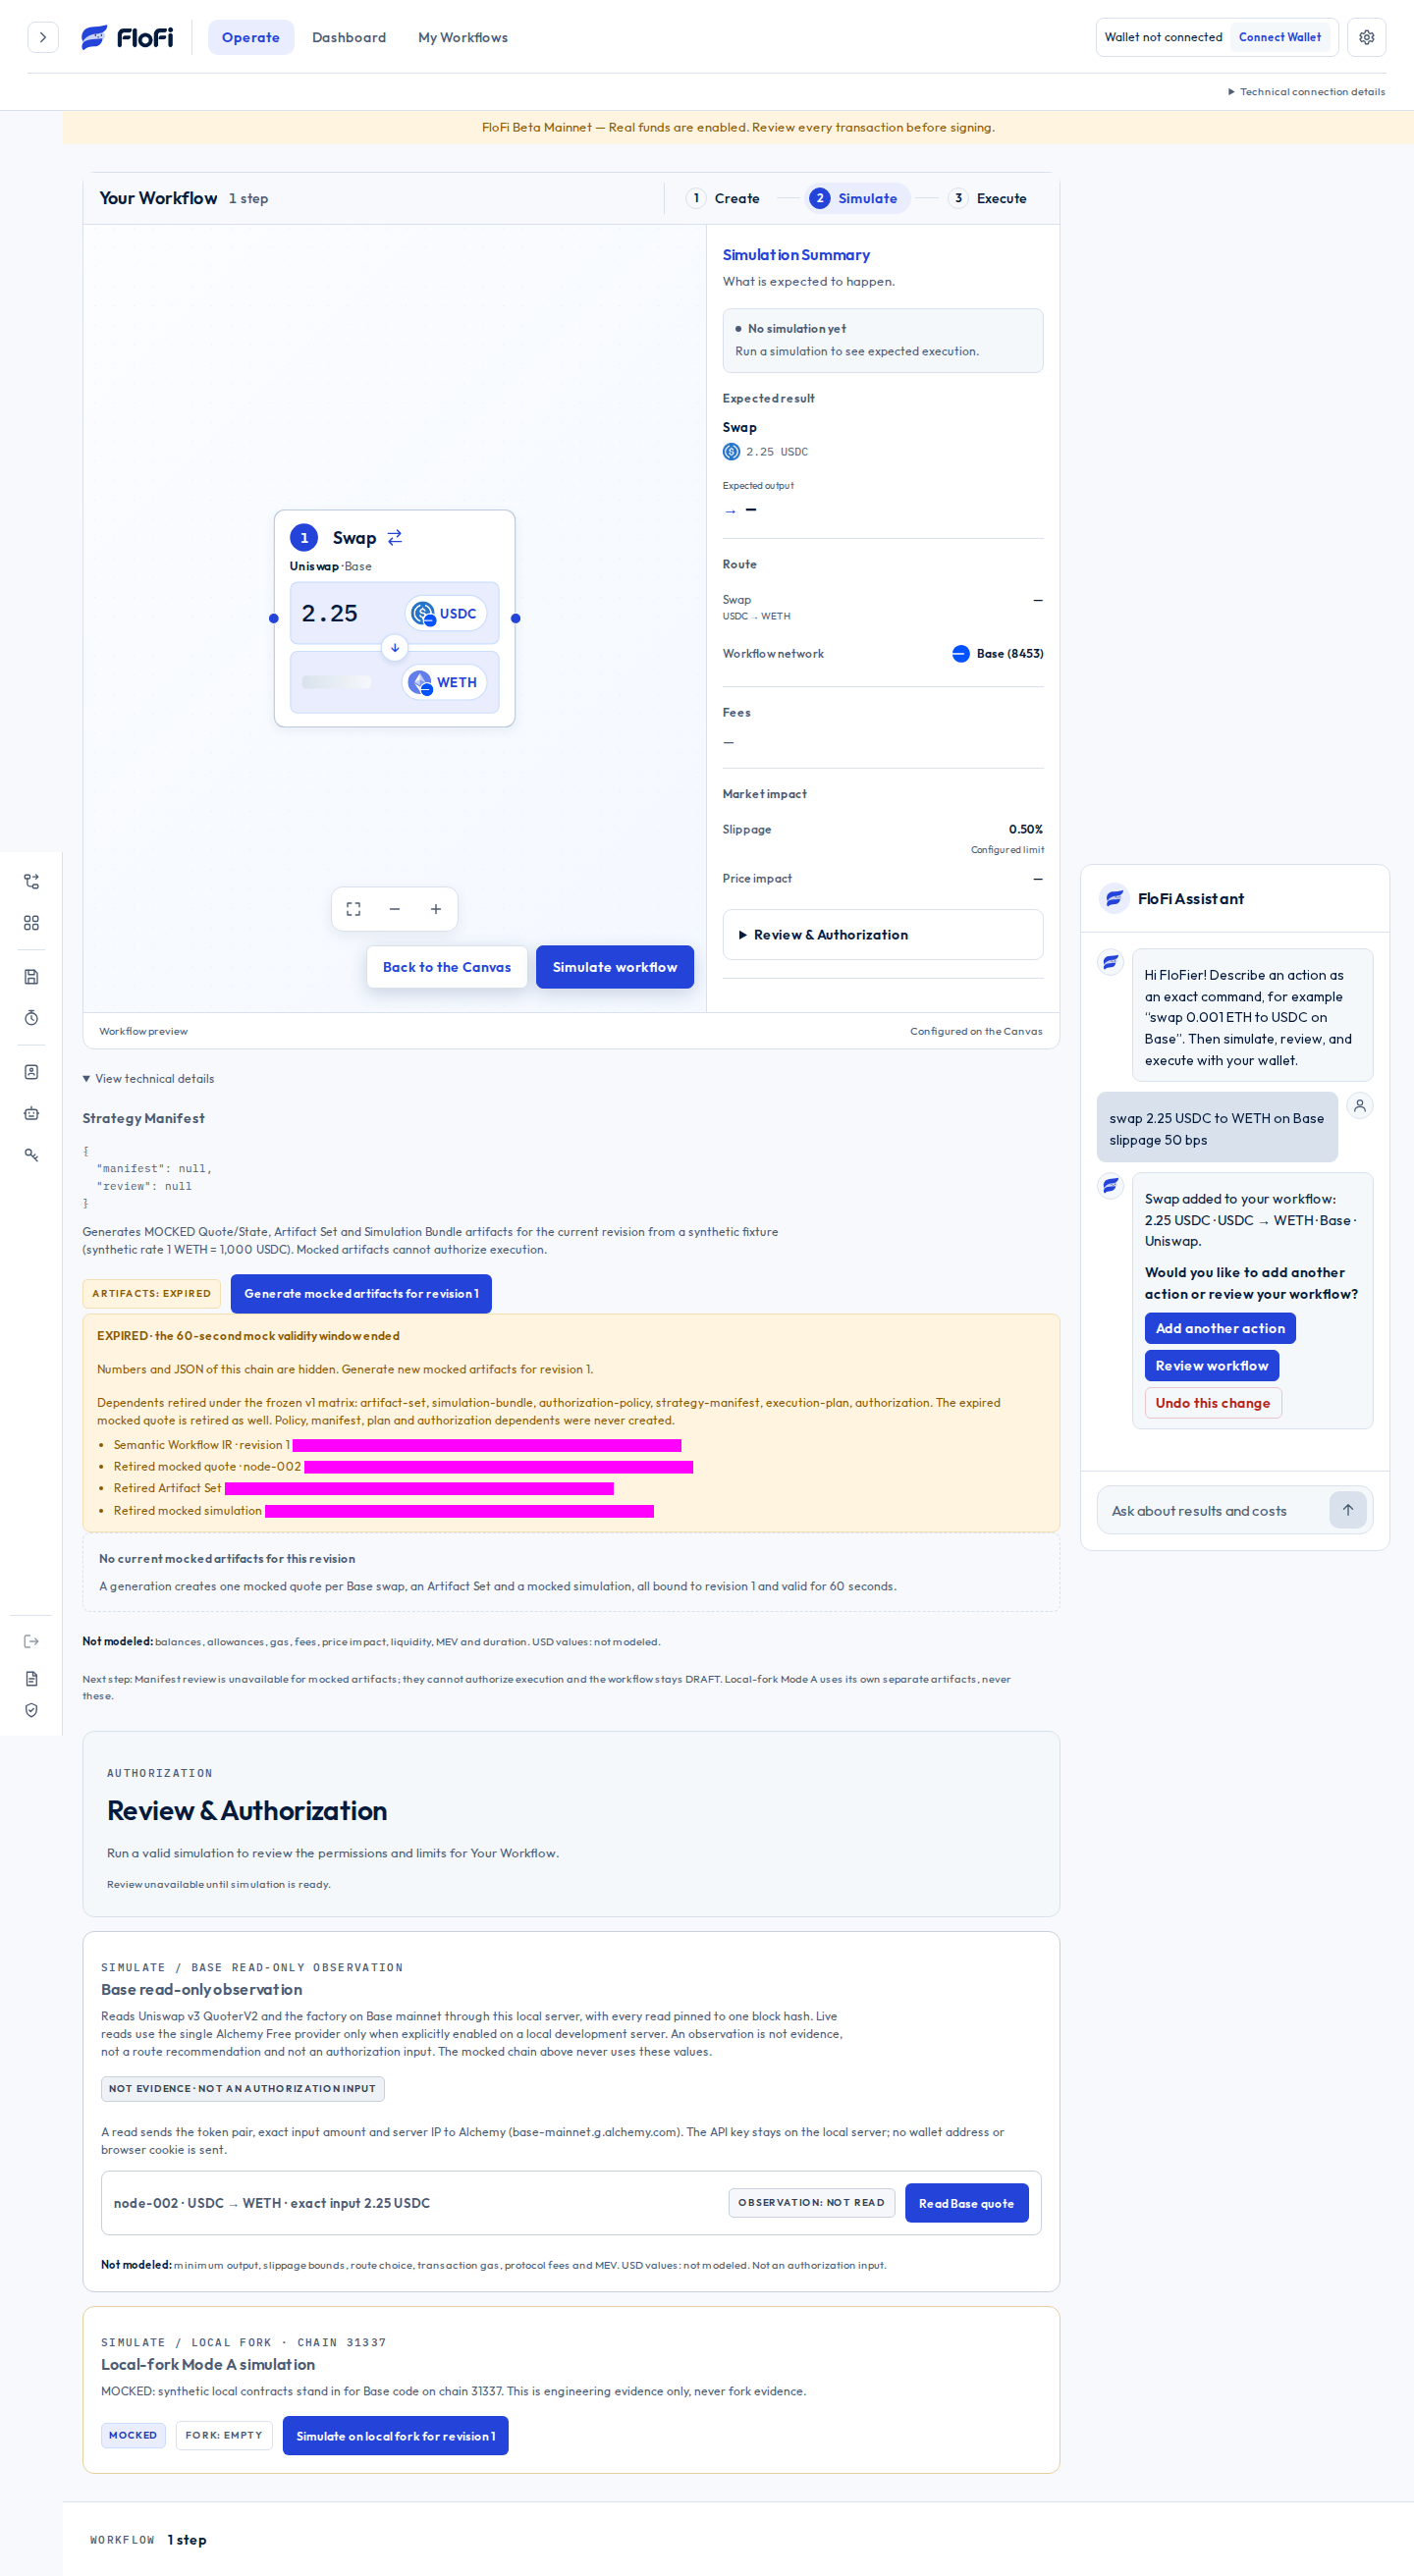 FloFi
Operate
Dashboard
My Workflows
Wallet not connected
Connect Wallet
▶ Technical connection details
FloFi Beta Mainnet — Real funds are enabled. Review every transaction before signing.
Your Workflow 1 step
1 Create
2 Simulate
3 Execute
1 Swap
Uniswap · Base
2.25 USDC
WETH
Back to the Canvas
Simulate workflow
Simulation Summary
What is expected to happen.
No simulation yet
Run a simulation to see expected execution.
Expected result
Swap
2.25 USDC
Expected output
→ —
Route
Swap —
USDC → WETH
Workflow network Base (8453)
Fees
—
Market impact
Slippage 0.50%
Configured limit
Price impact —
▶ Review & Authorization
Workflow preview
Configured on the Canvas
▼ View technical details
Strategy Manifest
{
"manifest": null,
"review": null
}
Generates MOCKED Quote/State, Artifact Set and Simulation Bundle artifacts for the current revision from a synthetic fixture
(synthetic rate 1 WETH = 1,000 USDC). Mocked artifacts cannot authorize execution.
ARTIFACTS: EXPIRED
Generate mocked artifacts for revision 1
EXPIRED · the 60-second mock validity window ended
Numbers and JSON of this chain are hidden. Generate new mocked artifacts for revision 1.
Dependents retired under the frozen v1 matrix: artifact-set, simulation-bundle, authorization-policy, strategy-manifest, execution-plan, authorization. The expired
mocked quote is retired as well. Policy, manifest, plan and authorization dependents were never created.
• Semantic Workflow IR · revision 1
• Retired mocked quote · node-002
• Retired Artifact Set
• Retired mocked simulation
No current mocked artifacts for this revision
A generation creates one mocked quote per Base swap, an Artifact Set and a mocked simulation, all bound to revision 1 and valid for 60 seconds.
Not modeled: balances, allowances, gas, fees, price impact, liquidity, MEV and duration. USD values: not modeled.
Next step: Manifest review is unavailable for mocked artifacts; they cannot authorize execution and the workflow stays DRAFT. Local-fork Mode A uses its own separate artifacts, never
these.
AUTHORIZATION
Review & Authorization
Run a valid simulation to review the permissions and limits for Your Workflow.
Review unavailable until simulation is ready.
SIMULATE / BASE READ-ONLY OBSERVATION
Base read-only observation
Reads Uniswap v3 QuoterV2 and the factory on Base mainnet through this local server, with every read pinned to one block hash. Live
reads use the single Alchemy Free provider only when explicitly enabled on a local development server. An observation is not evidence,
not a route recommendation and not an authorization input. The mocked chain above never uses these values.
NOT EVIDENCE · NOT AN AUTHORIZATION INPUT
A read sends the token pair, exact input amount and server IP to Alchemy (base-mainnet.g.alchemy.com). The API key stays on the local server; no wallet address or
browser cookie is sent.
node-002 · USDC → WETH · exact input 2.25 USDC
OBSERVATION: NOT READ
Read Base quote
Not modeled: minimum output, slippage bounds, route choice, transaction gas, protocol fees and MEV. USD values: not modeled. Not an authorization input.
SIMULATE / LOCAL FORK · CHAIN 31337
Local-fork Mode A simulation
MOCKED: synthetic local contracts stand in for Base code on chain 31337. This is engineering evidence only, never fork evidence.
MOCKED
FORK: EMPTY
Simulate on local fork for revision 1
WORKFLOW 1 step
FloFi Assistant
Hi FloFier! Describe an action as
an exact command, for example
"swap 0.001 ETH to USDC on
Base". Then simulate, review, and
execute with your wallet.
swap 2.25 USDC to WETH on Base
slippage 50 bps
Swap added to your workflow:
2.25 USDC · USDC → WETH · Base ·
Uniswap.
Would you like to add another
action or review your workflow?
Add another action
Review workflow
Undo this change
Ask about results and costs